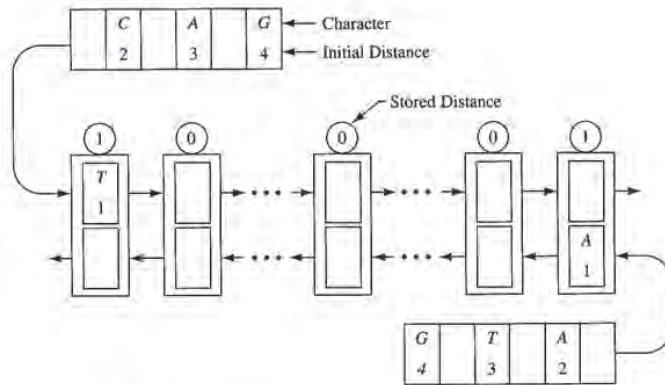 C A G Character
2 3 4 Initial Distance
Stored Distance
1 0 0 0 1
T
1
A
1
G T A
4 3 2